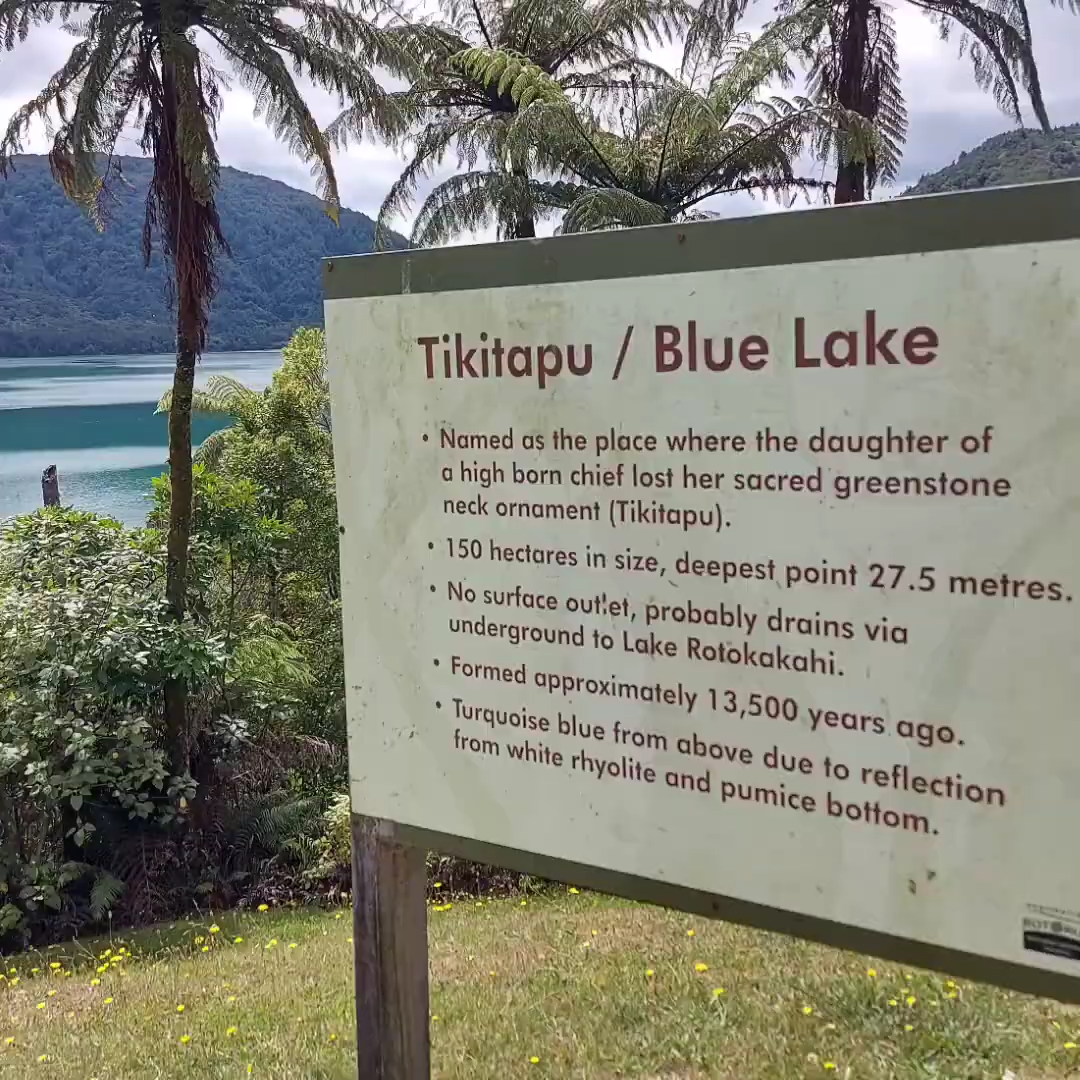 Tikitapu / Blue Lake
• Named as the place where the daughter of
a high born chief lost her sacred greenstone
neck ornament (Tikitapu).
• 150 hectares in size, deepest point 27.5 metres.
• No surface outlet, probably drains via
underground to Lake Rotokakahi.
• Formed approximately 13,500 years ago.
• Turquoise blue from above due to reflection
from white rhyolite and pumice bottom.